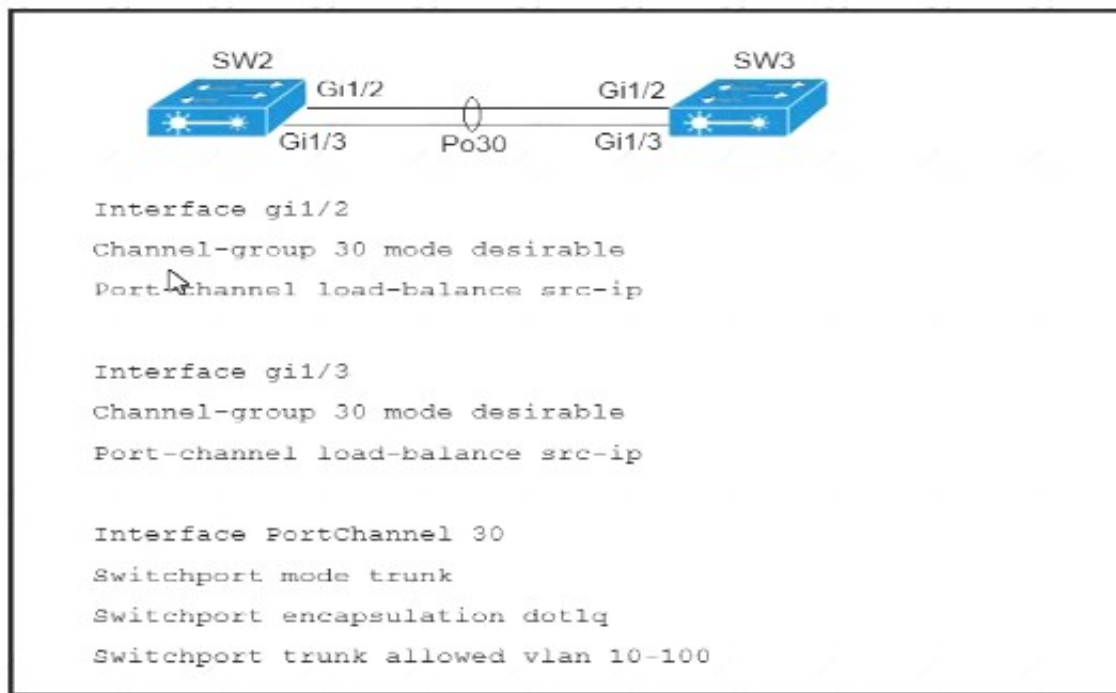 SW2
SW3
Gi1/2
Gi1/2
Gi1/3
Po30
Gi1/3
Interface gi1/2
Channel-group 30 mode desirable
Port-channel load-balance src-ip
Interface gi1/3
Channel-group 30 mode desirable
Port-channel load-balance src-ip
Interface PortChannel 30
Switchport mode trunk
Switchport encapsulation dot1q
Switchport trunk allowed vlan 10-100